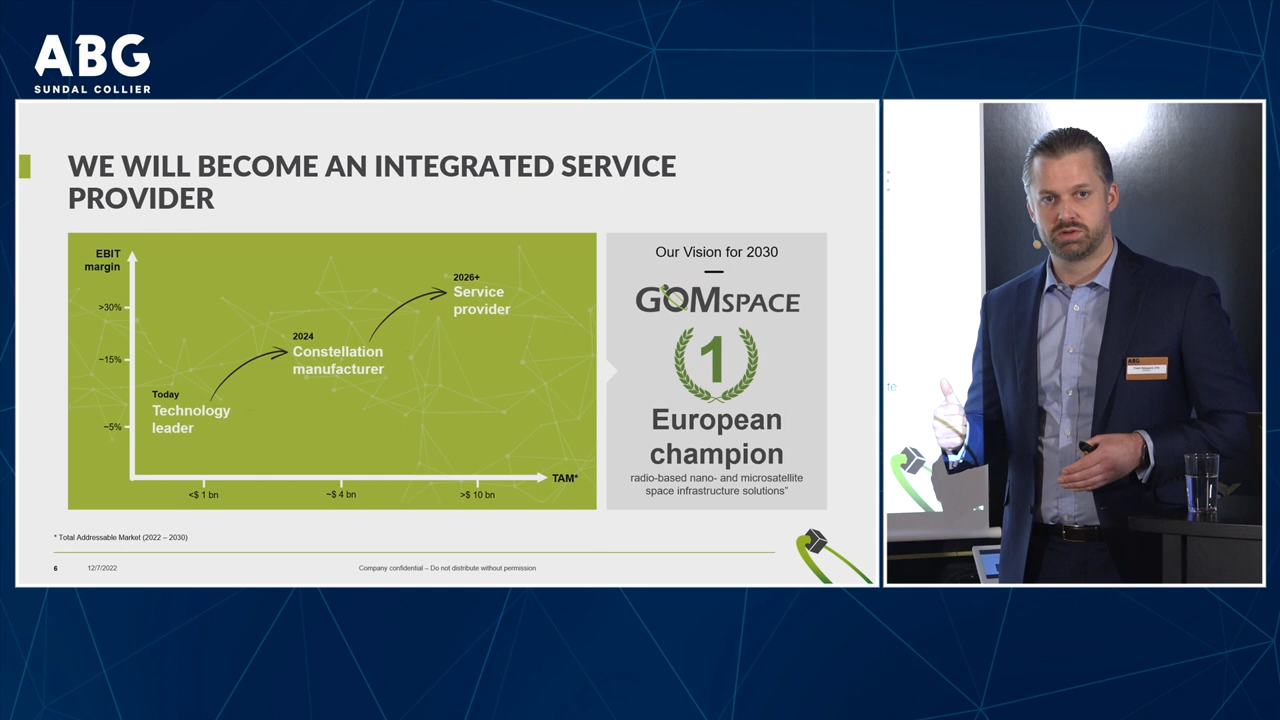 ABG
SUNDAL COLLIER
WE WILL BECOME AN INTEGRATED SERVICE
PROVIDER
EBIT
margin
>30%
~15%
~5%
2026+
Service
provider
2024
Constellation
manufacturer
Today
Technology
leader
<$ 1 bn
~$ 4 bn
>$ 10 bn
TAM*
Our Vision for 2030
GOMSPACE
1
European
champion
radio-based nano- and microsatellite
space infrastructure solutions”
* Total Addressable Market (2022 – 2030)
6
12/7/2022
Company confidential – Do not distribute without permission
te
ABG